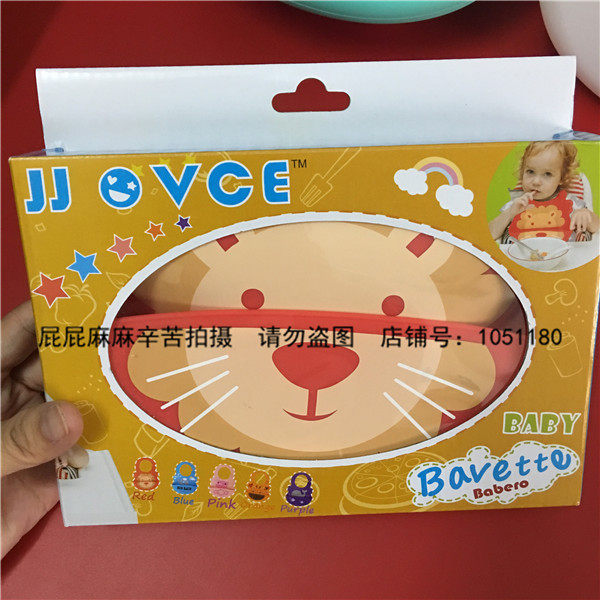 JJ OVCE™
屁屁麻麻辛苦拍摄 请勿盗图 店铺号：1051180
BABY
Bavette
Babero
Red
Blue
Pink
Orange
Purple